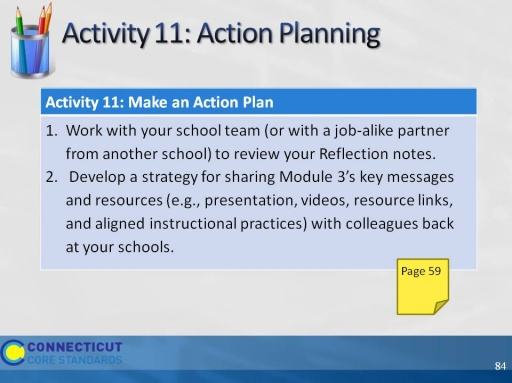 Activity 11: Action Planning
Activity 11: Make an Action Plan
1. Work with your school team (or with a job-alike partner
from another school) to review your Reflection notes.
2. Develop a strategy for sharing Module 3’s key messages
and resources (e.g., presentation, videos, resource links,
and aligned instructional practices) with colleagues back
at your schools.
Page 59
CONNECTICUT
CORE STANDARDS
84